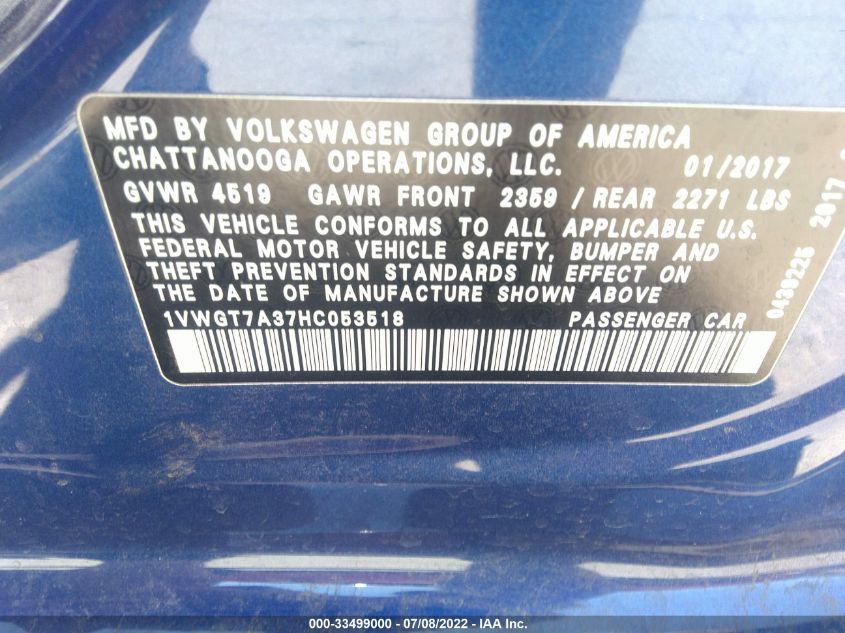 MFD BY VOLKSWAGEN GROUP OF AMERICA
CHATTANOOGA OPERATIONS, LLC. 01/2017
GVWR 4519 GAWR FRONT 2359 / REAR 2271 LBS
THIS VEHICLE CONFORMS TO ALL APPLICABLE U.S.
FEDERAL MOTOR VEHICLE SAFETY, BUMPER AND
THEFT PREVENTION STANDARDS IN EFFECT ON
THE DATE OF MANUFACTURE SHOWN ABOVE
1VWGT7A37HC053518 PASSENGER CAR
0439225
2017
000-33499000 - 07/08/2022 - IAA Inc.